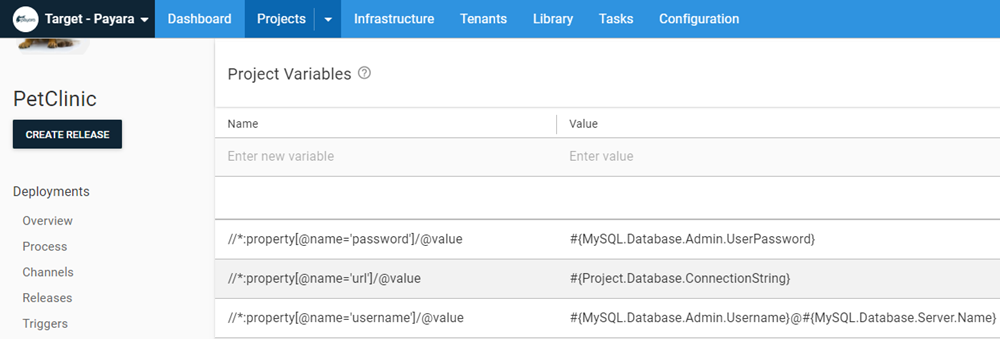 Target - Payara Dashboard Projects Infrastructure Tenants Library Tasks Configuration
PetClinic
CREATE RELEASE
Deployments
Overview
Process
Channels
Releases
Triggers
Project Variables ?
Name Value
Enter new variable Enter value
//*:property[@name='password']/@value #{MySQL.Database.Admin.UserPassword}
//*:property[@name='url']/@value #{Project.Database.ConnectionString}
//*:property[@name='username']/@value #{MySQL.Database.Admin.Username}@#{MySQL.Database.Server.Name}